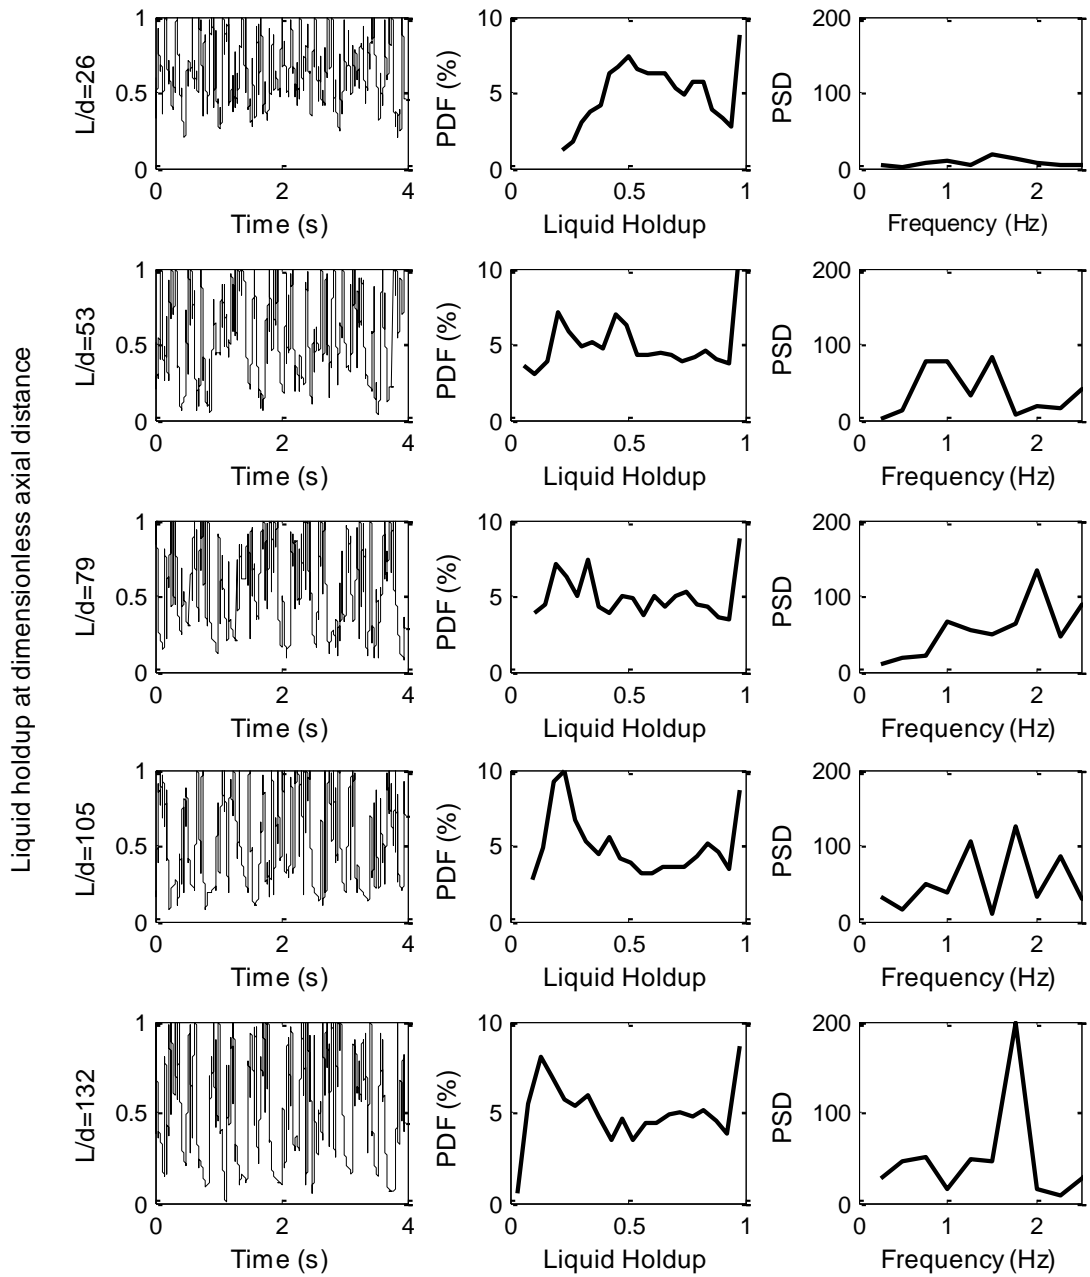 Liquid holdup at dimensionless axial distance
L/d=26
1
0.5
0
0
2
4
Time (s)
PDF (%)
10
5
0
0
0.5
1
Liquid Holdup
PSD
200
100
0
0
1
2
Frequency (Hz)
L/d=53
1
0.5
0
0
2
4
Time (s)
PDF (%)
10
5
0
0
0.5
1
Liquid Holdup
PSD
200
100
0
0
1
2
Frequency (Hz)
L/d=79
1
0.5
0
0
2
4
Time (s)
PDF (%)
10
5
0
0
0.5
1
Liquid Holdup
PSD
200
100
0
0
1
2
Frequency (Hz)
L/d=105
1
0.5
0
0
2
4
Time (s)
PDF (%)
10
5
0
0
0.5
1
Liquid Holdup
PSD
200
100
0
0
1
2
Frequency (Hz)
L/d=132
1
0.5
0
0
2
4
Time (s)
PDF (%)
10
5
0
0
0.5
1
Liquid Holdup
PSD
200
100
0
0
1
2
Frequency (Hz)